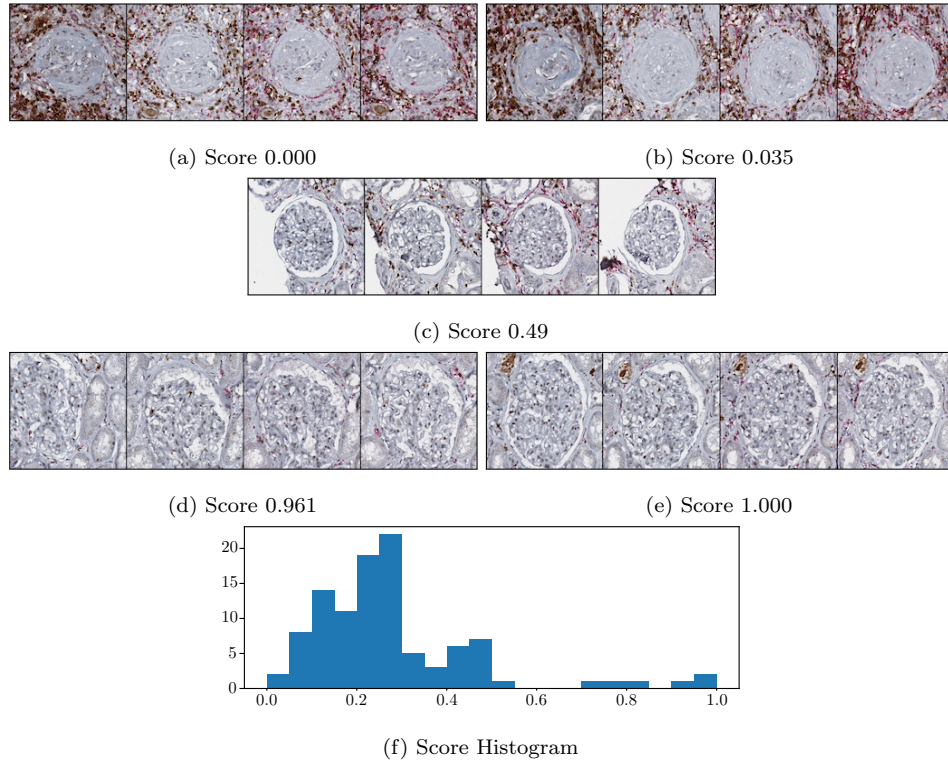 (a) Score 0.000
(b) Score 0.035
(c) Score 0.49
(d) Score 0.961
(e) Score 1.000
20
15
10
5
0
0.0 0.2 0.4 0.6 0.8 1.0
(f) Score Histogram